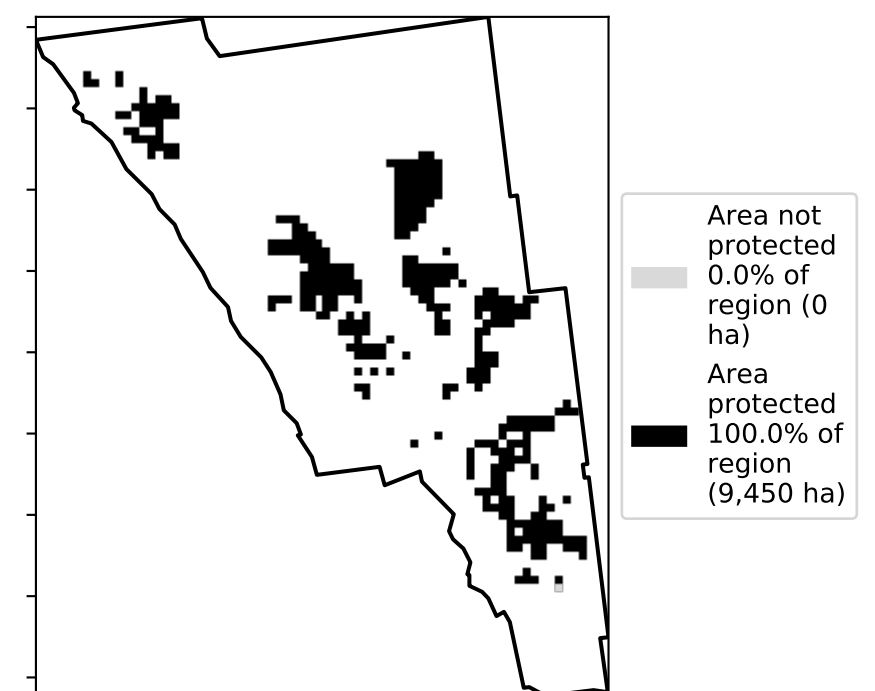 Area not
protected
0.0% of
region (0
ha)
Area
protected
100.0% of
region
(9,450 ha)